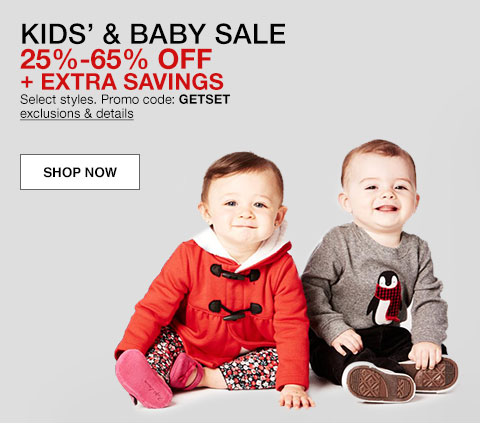 KIDS’ & BABY SALE
25%-65% OFF
+ EXTRA SAVINGS
Select styles. Promo code: GETSET
exclusions & details
SHOP NOW